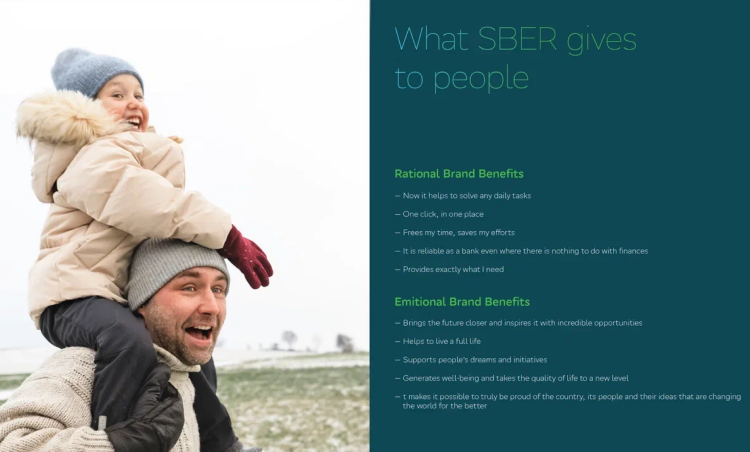 What SBER gives
to people
Rational Brand Benefits
— Now it helps to solve any daily tasks
— One click, in one place
— Frees my time, saves my efforts
— It is reliable as a bank even where there is nothing to do with finances
— Provides exactly what I need
Emitional Brand Benefits
— Brings the future closer and inspires it with incredible opportunities
— Helps to live a full life
— Supports people's dreams and initiatives
— Generates well-being and takes the quality of life to a new level
— t makes it possible to truly be proud of the country, its people and their ideas that are changing
the world for the better